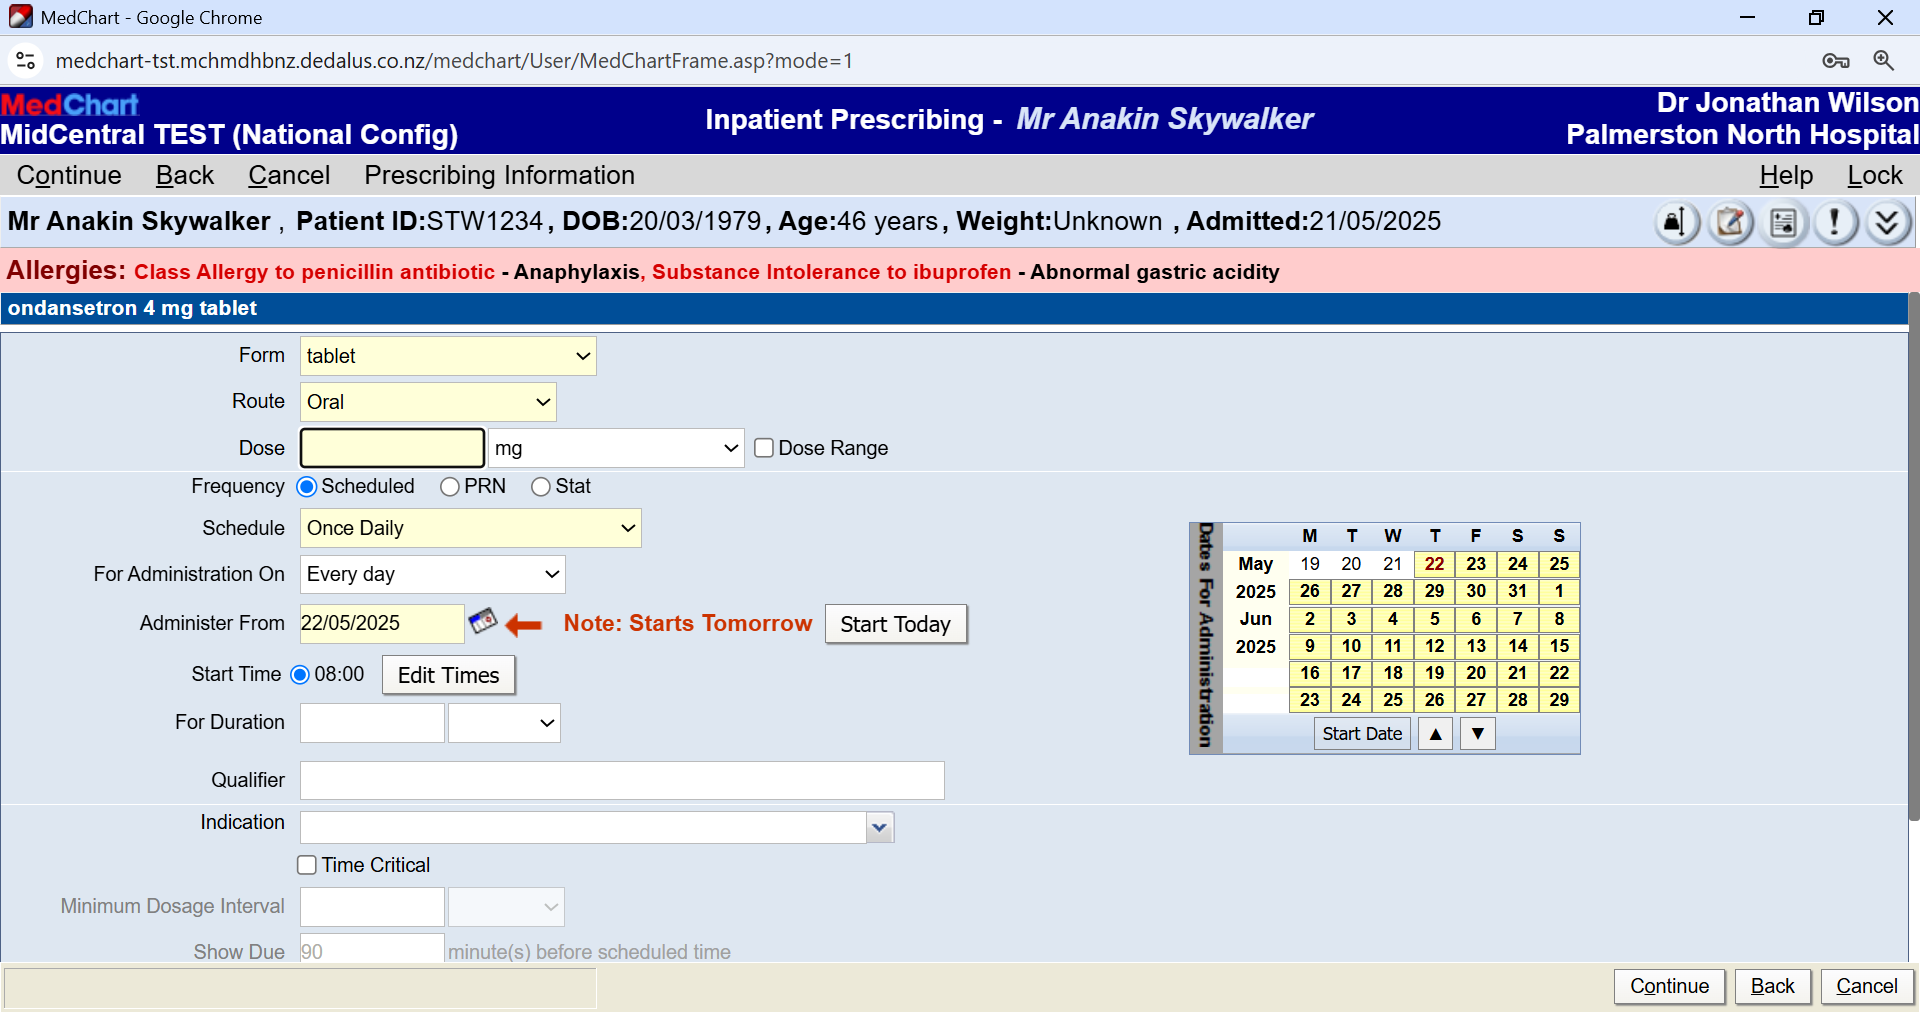 MedChart - Google Chrome
medchart-tst.mchmdhbnz.dedalus.co.nz/medchart/User/MedChartFrame.asp?mode=1
MedChart
MidCentral TEST (National Config)
Inpatient Prescribing - Mr Anakin Skywalker
Dr Jonathan Wilson
Palmerston North Hospital
Continue Back Cancel Prescribing Information Help Lock
Mr Anakin Skywalker , Patient ID:STW1234, DOB:20/03/1979, Age:46 years, Weight:Unknown , Admitted:21/05/2025
Allergies: Class Allergy to penicillin antibiotic - Anaphylaxis, Substance Intolerance to ibuprofen - Abnormal gastric acidity
ondansetron 4 mg tablet
Form tablet
Route Oral
Dose mg Dose Range
Frequency Scheduled PRN Stat
Schedule Once Daily
For Administration On Every day
Administer From 22/05/2025 Note: Starts Tomorrow Start Today
Start Time 08:00 Edit Times
For Duration
Qualifier
Indication
Time Critical
Minimum Dosage Interval
Show Due 90 minute(s) before scheduled time
Dates For Administration
M T W T F S S
May 19 20 21 22 23 24 25
2025 26 27 28 29 30 31 1
Jun 2 3 4 5 6 7 8
2025 9 10 11 12 13 14 15
16 17 18 19 20 21 22
23 24 25 26 27 28 29
Start Date ▲ ▼
Continue Back Cancel